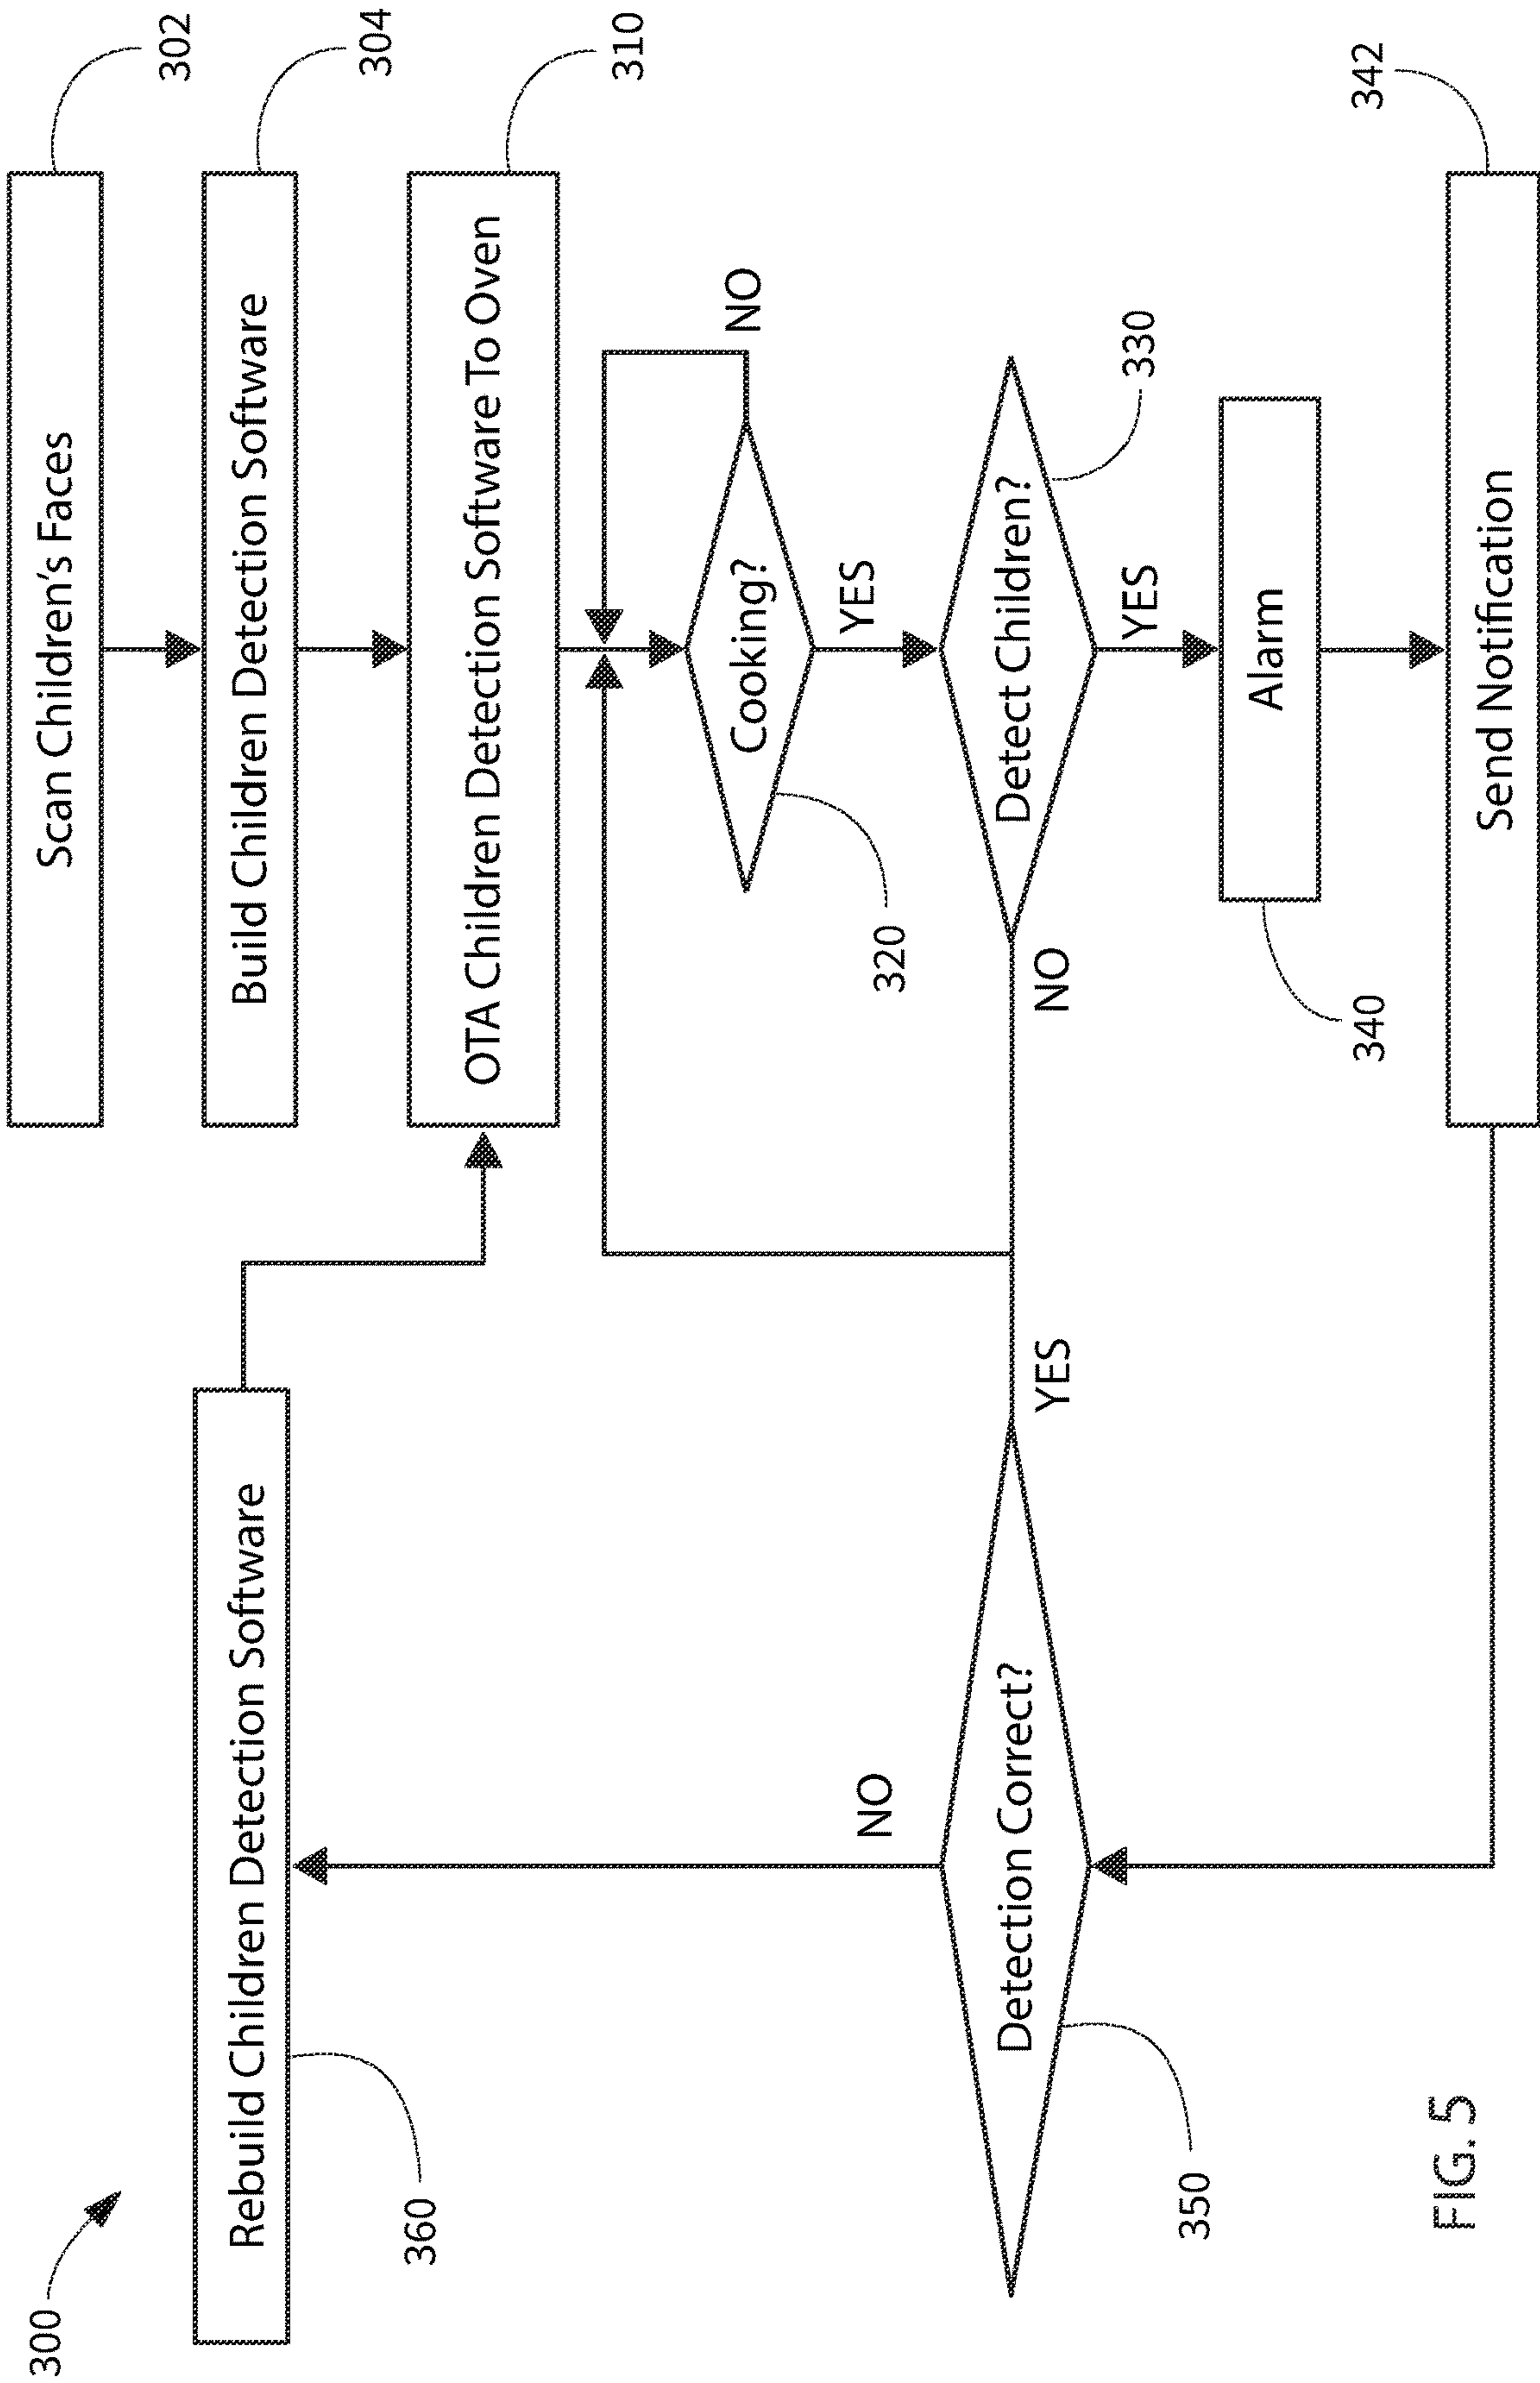 300
Scan Children's Faces
302
Build Children Detection Software
304
OTA Children Detection Software To Oven
310
Cooking?
320
NO
YES
Detect Children?
330
NO
YES
Alarm
340
Send Notification
342
Detection Correct?
350
YES
NO
Rebuild Children Detection Software
360
FIG. 5